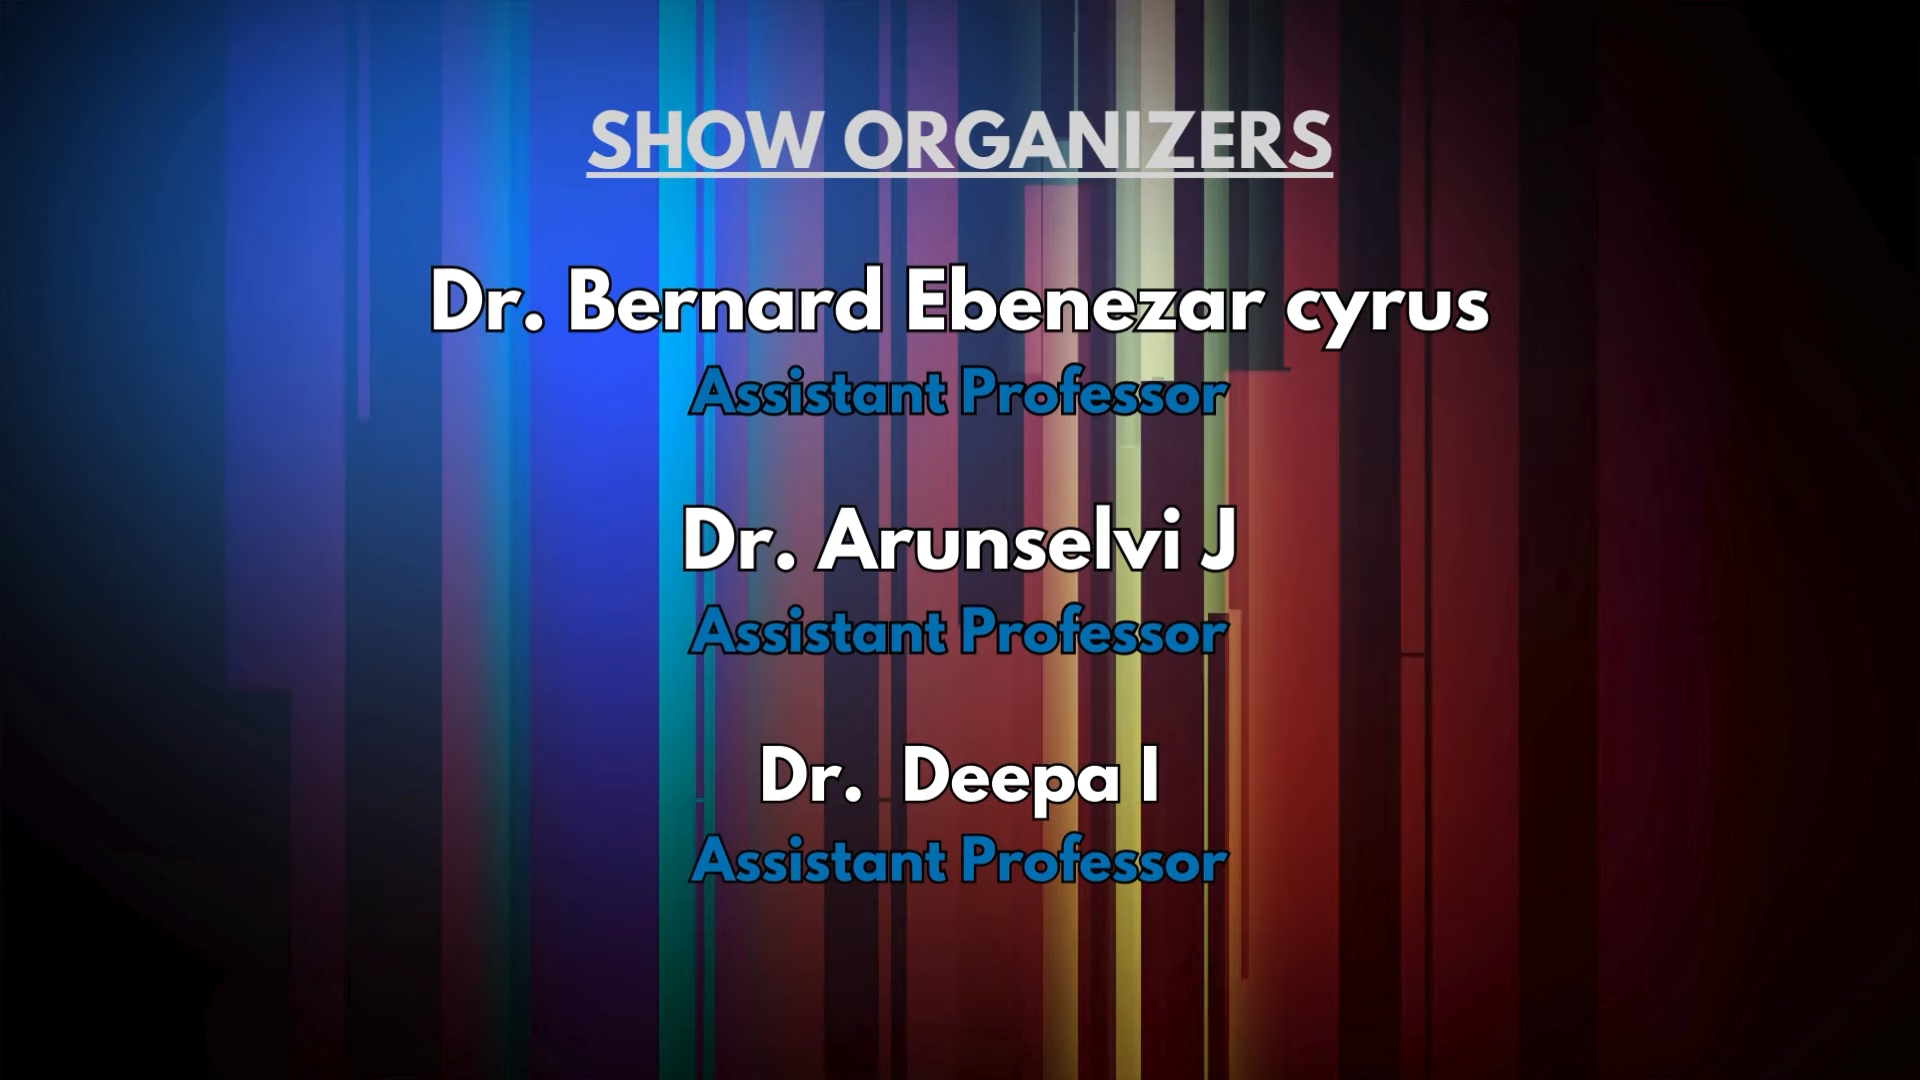 SHOW ORGANIZERS
Dr. Bernard Ebenezar cyrus
Assistant Professor
Dr. Arunselvi J
Assistant Professor
Dr. Deepa I
Assistant Professor